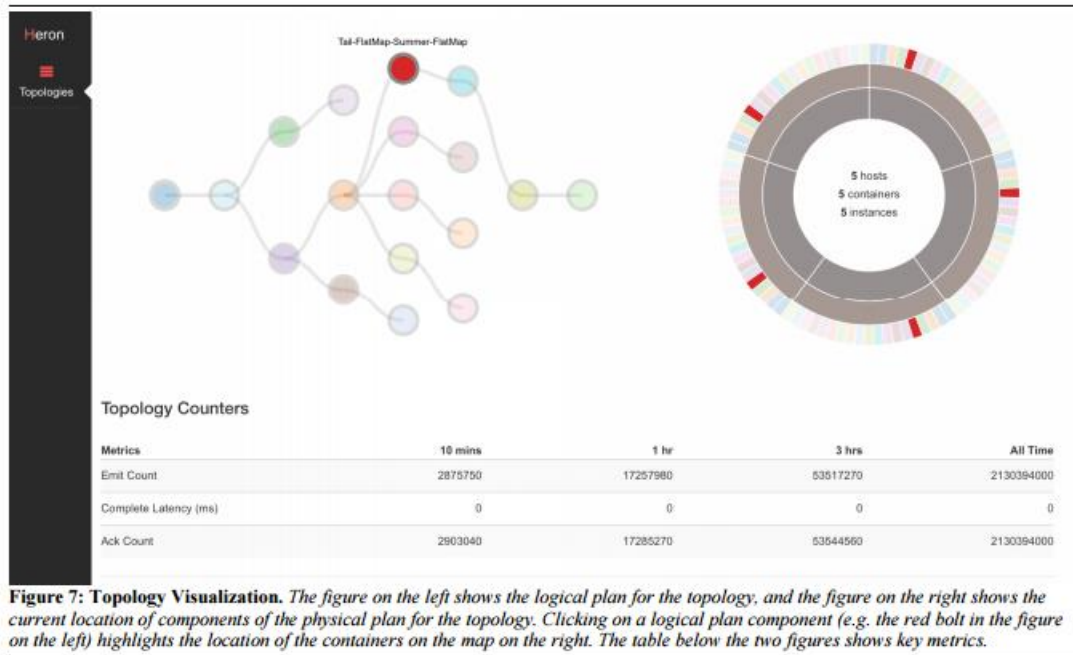 Heron
Topologies
Tail-FlatMap-Summer-FlatMap
5 hosts
5 containers
5 instances
Topology Counters
Metrics 10 mins 1 hr 3 hrs All Time
Emit Count 2875750 17257980 53517270 2130394000
Complete Latency (ms) 0 0 0 0
Ack Count 2903040 17285270 53544560 2130394000
Figure 7: Topology Visualization. The figure on the left shows the logical plan for the topology, and the figure on the right shows the
current location of components of the physical plan for the topology. Clicking on a logical plan component (e.g. the red bolt in the figure
on the left) highlights the location of the containers on the map on the right. The table below the two figures shows key metrics.